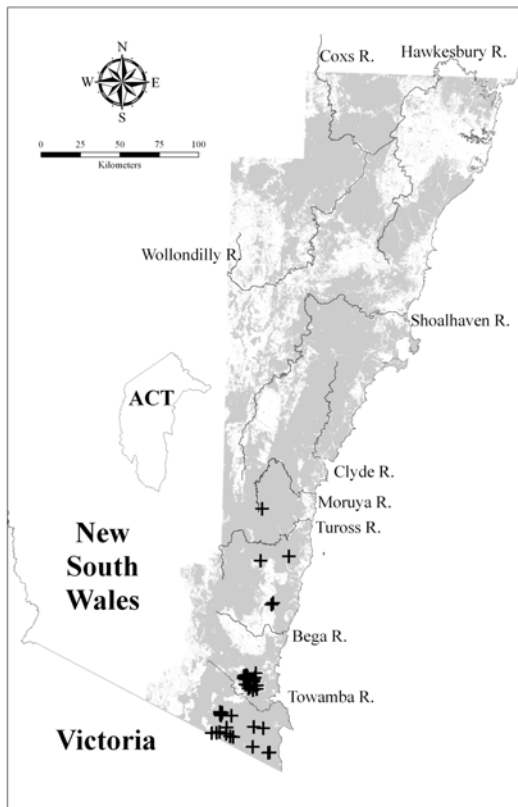 Coxs R.
Hawkesbury R.
N
W
E
S
0 25 50 75 100
Kilometers
Wollondilly R.
Shoalhaven R.
ACT
Clyde R.
Moruya R.
Tuross R.
New
South
Wales
Bega R.
Towamba R.
Victoria